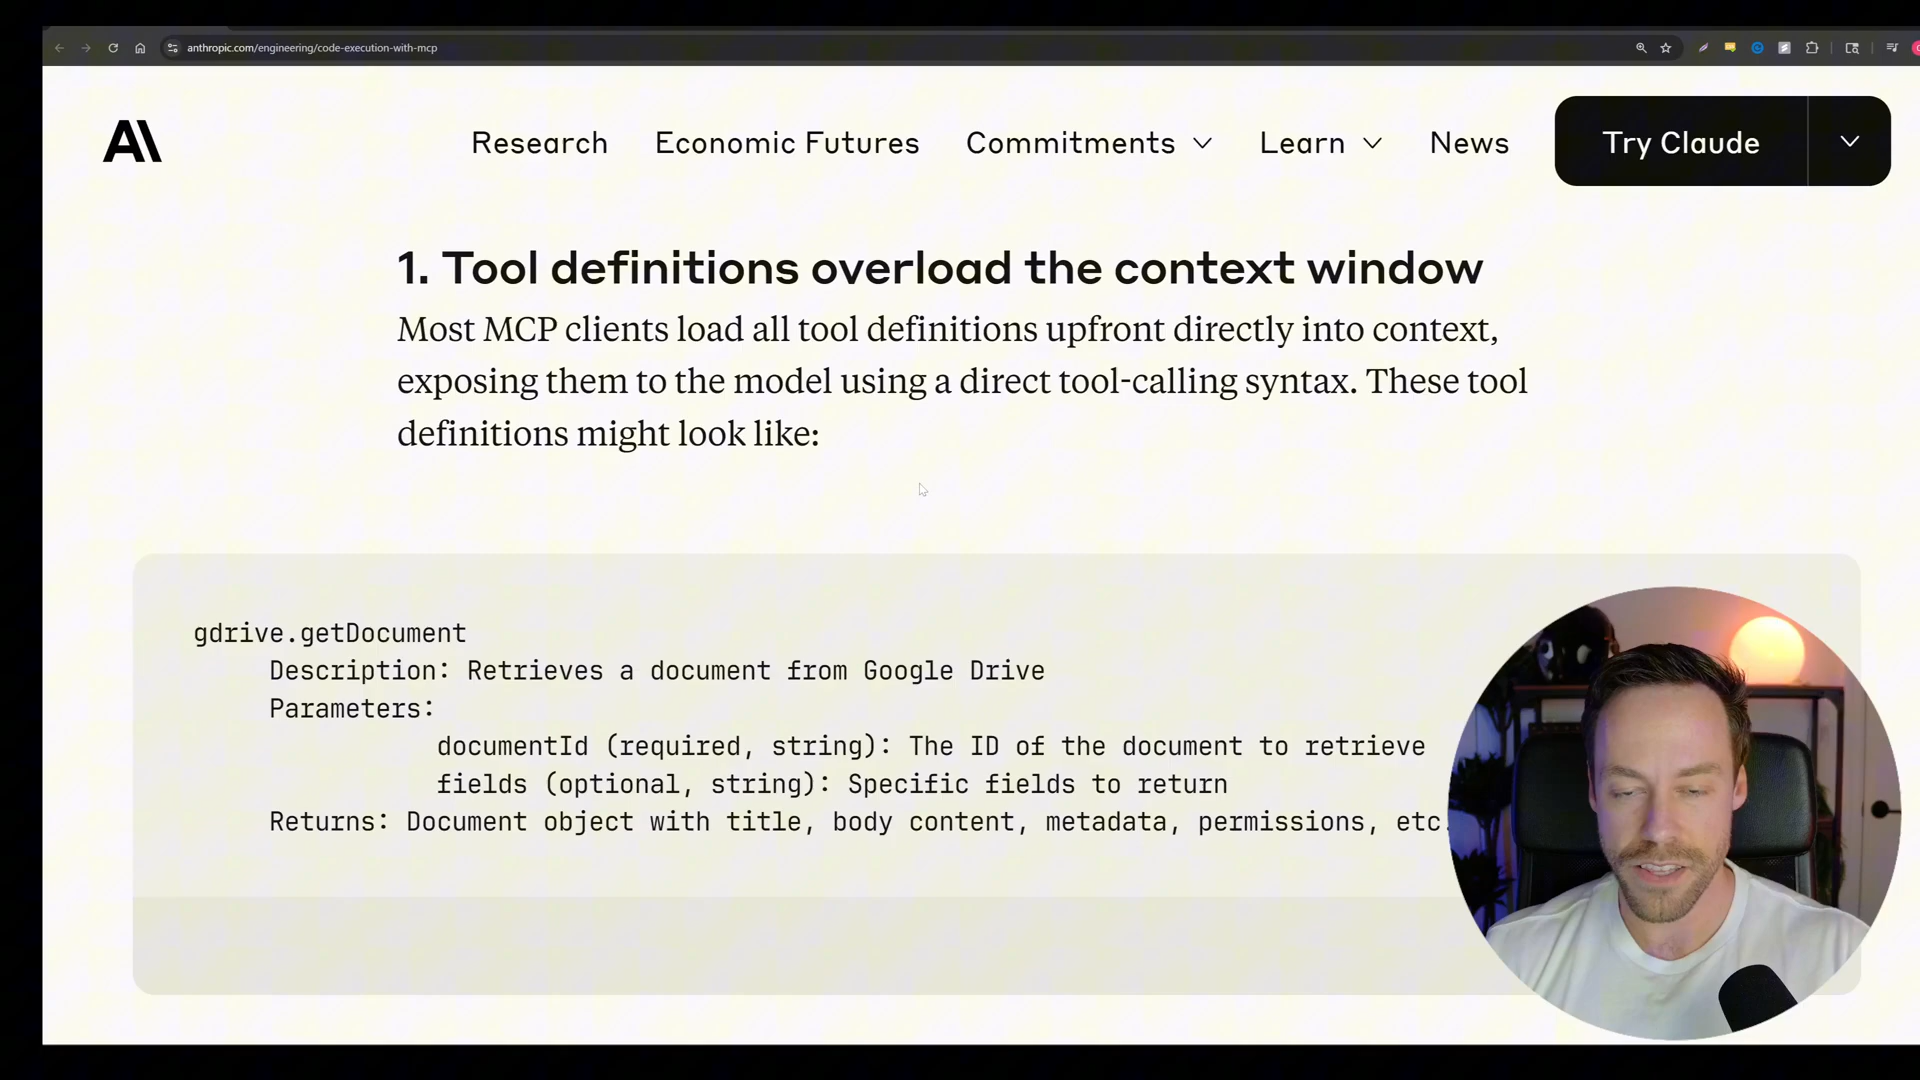 anthropic.com/engineering/code-execution-with-mcp
Research
Economic Futures
Commitments
Learn
News
Try Claude
1. Tool definitions overload the context window
Most MCP clients load all tool definitions upfront directly into context,
exposing them to the model using a direct tool-calling syntax. These tool
definitions might look like:
gdrive.getDocument
Description: Retrieves a document from Google Drive
Parameters:
documentId (required, string): The ID of the document to retrieve
fields (optional, string): Specific fields to return
Returns: Document object with title, body content, metadata, permissions, etc.